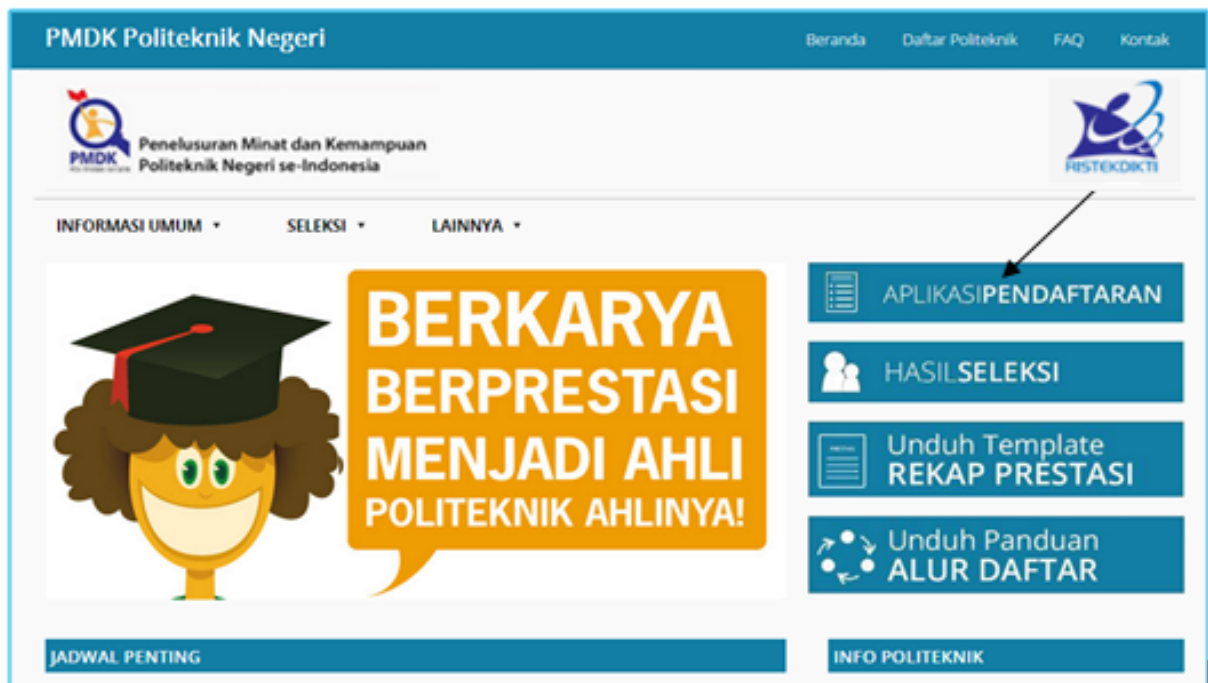 PMDK Politeknik Negeri
Beranda Daftar Politeknik FAQ Kontak
PMDK
Penelusuran Minat dan Kemampuan
Politeknik Negeri se-Indonesia
RISTEKDIKTI
INFORMASI UMUM ▾ SELEKSI ▾ LAINNYA ▾
BERKARYA
BERPRESTASI
MENJADI AHLI
POLITEKNIK AHLINYA!
APLIKASIPENDAFTARAN
HASILSELEKSI
Unduh Template
REKAP PRESTASI
Unduh Panduan
ALUR DAFTAR
JADWAL PENTING
INFO POLITEKNIK